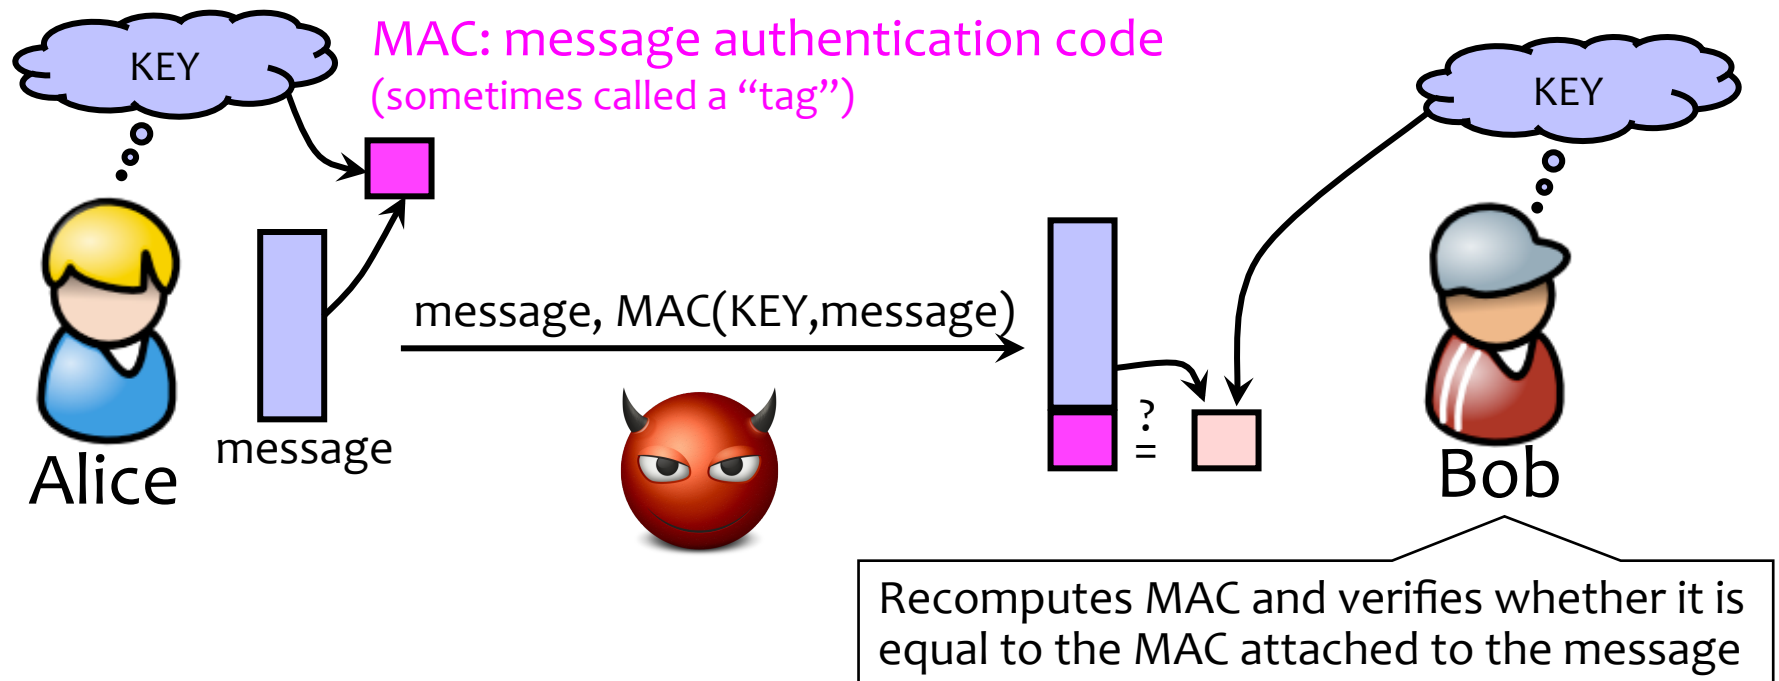 KEY
MAC: message authentication code
(sometimes called a “tag”)
KEY
message, MAC(KEY,message)
message
?
=
Alice
Bob
Recomputes MAC and verifies whether it is
equal to the MAC attached to the message